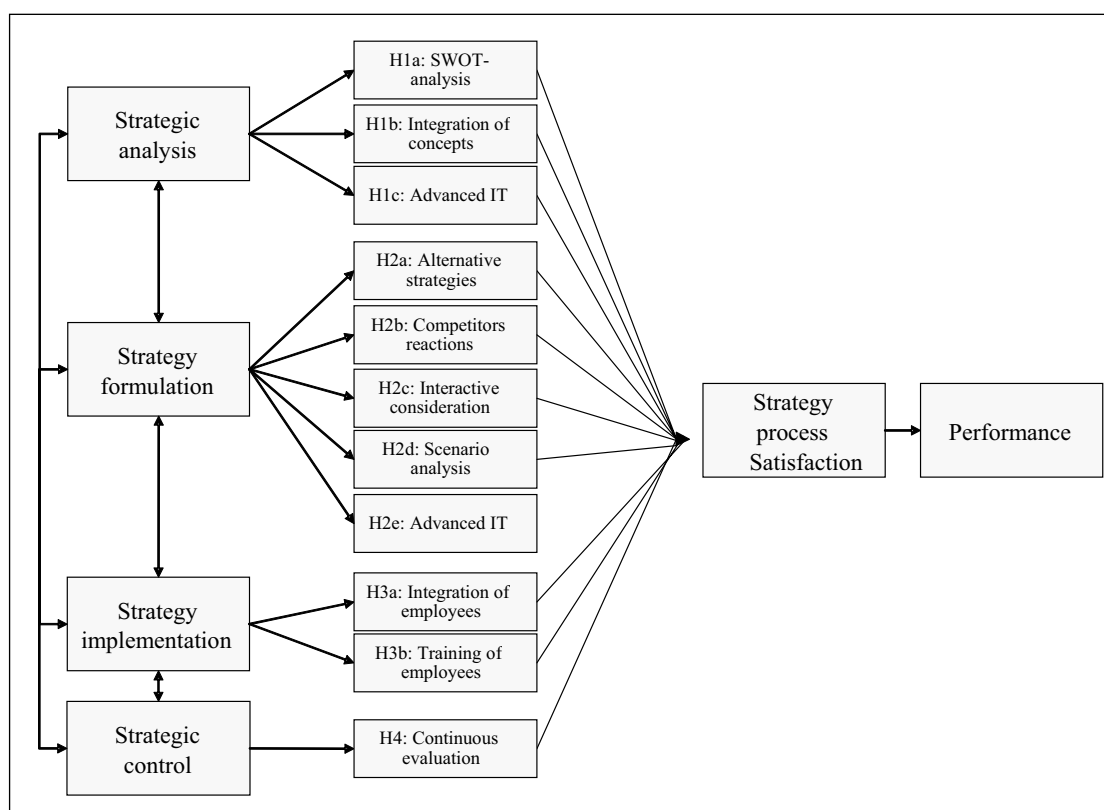 Strategic
analysis
H1a: SWOT-
analysis
H1b: Integration of
concepts
H1c: Advanced IT
Strategy
formulation
H2a: Alternative
strategies
H2b: Competitors
reactions
H2c: Interactive
consideration
H2d: Scenario
analysis
H2e: Advanced IT
Strategy
implementation
H3a: Integration of
employees
H3b: Training of
employees
Strategic
control
H4: Continuous
evaluation
Strategy
process
Satisfaction
Performance